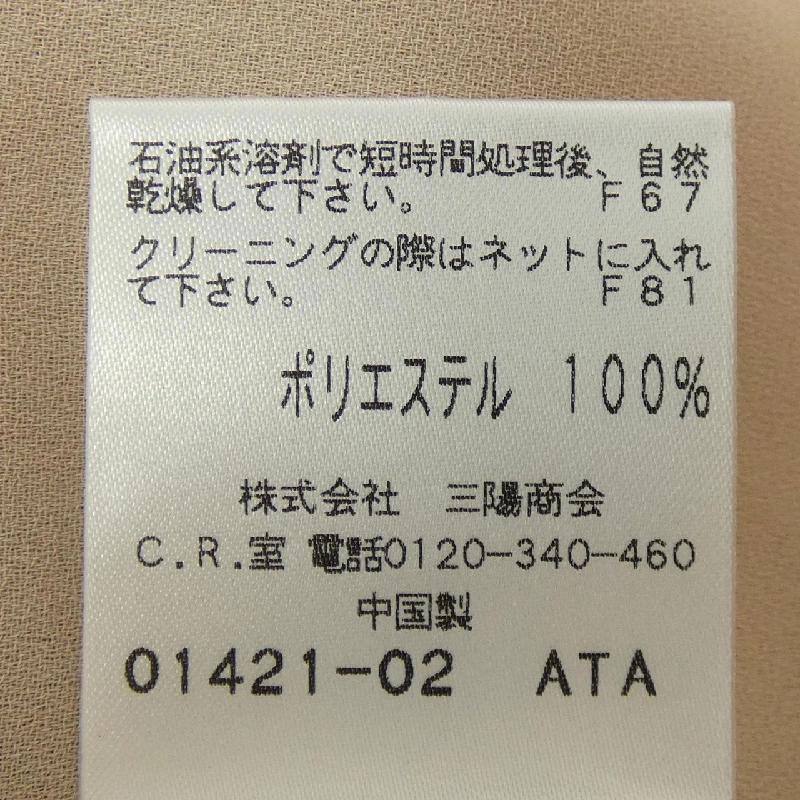 石油系溶剤で短時間処理後、自然
乾燥して下さい。 F67
クリーニングの際はネットに入れ
て下さい。 F81
ポリエステル 100%
株式会社 三陽商会
C.R.室 電話0120-340-460
中国製
01421-02 ATA